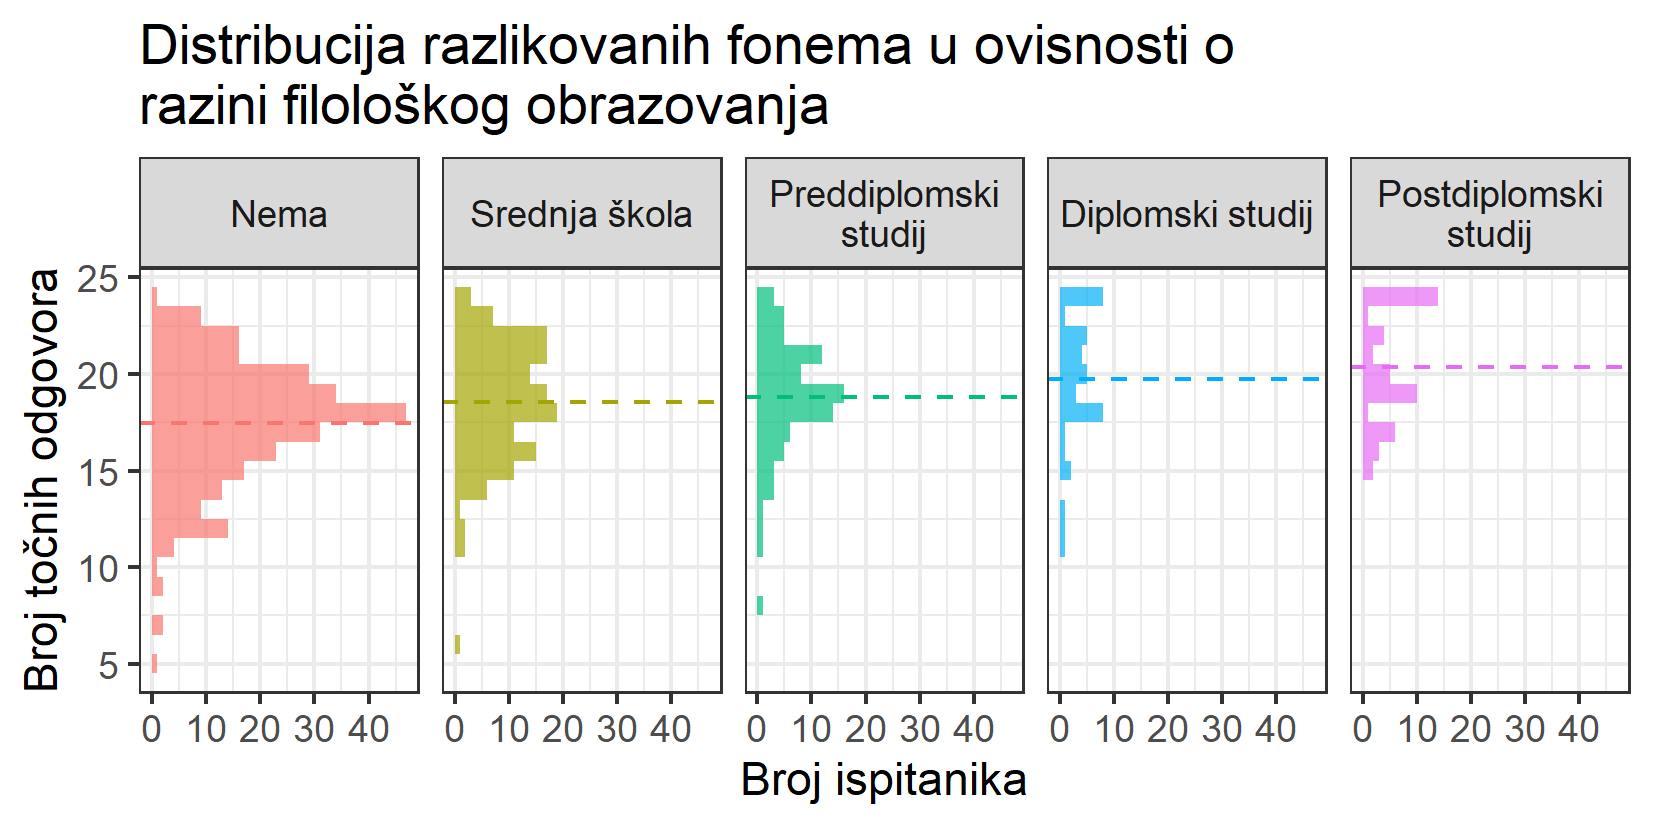 Distribucija razlikovanih fonema u ovisnosti o
razini filološkog obrazovanja
Nema
Srednja škola
Preddiplomski
studij
Diplomski studij
Postdiplomski
studij
Broj točnih odgovora
25
20
15
10
5
0 10 20 30 40
0 10 20 30 40
0 10 20 30 40
0 10 20 30 40
0 10 20 30 40
Broj ispitanika